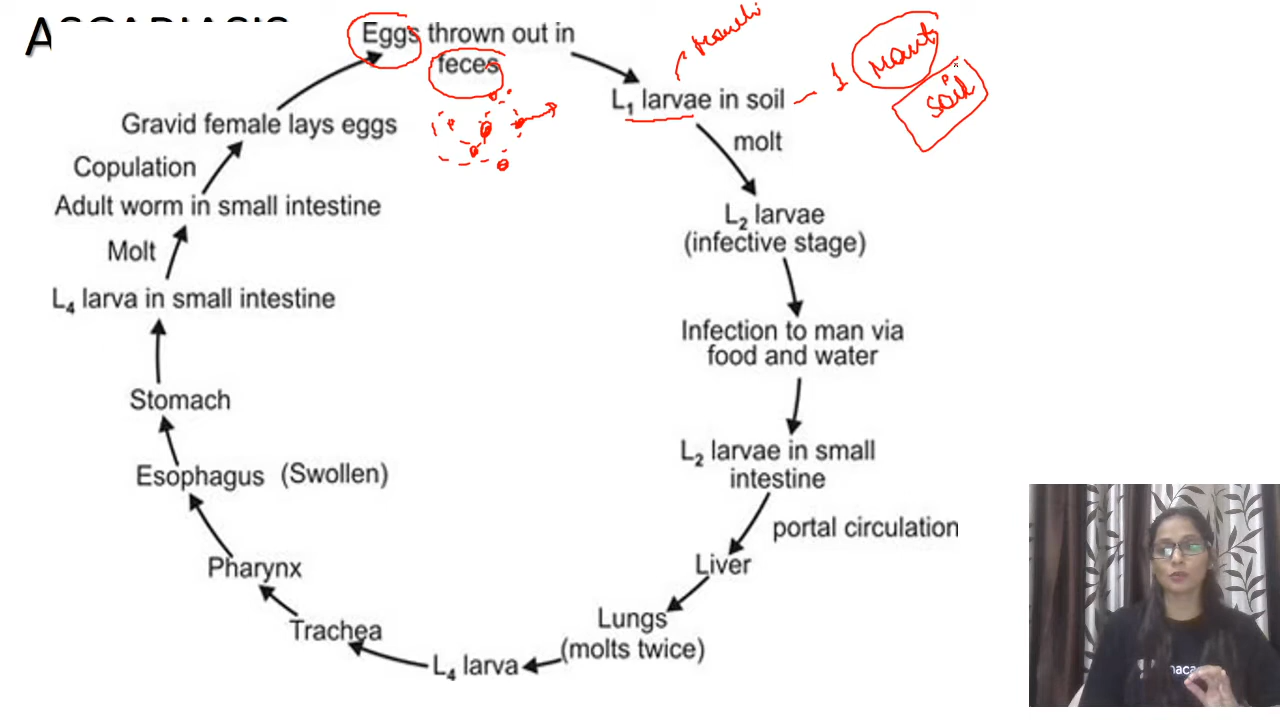 Eggs thrown out in
feces
L1 larvae in soil
1
soil
molt
L2 larvae
(infective stage)
Infection to man via
food and water
L2 larvae in small
intestine
portal circulation
Liver
Lungs
(molts twice)
L4 larva
Trachea
Pharynx
Esophagus (Swollen)
Stomach
L4 larva in small intestine
Molt
Adult worm in small intestine
Copulation
Gravid female lays eggs